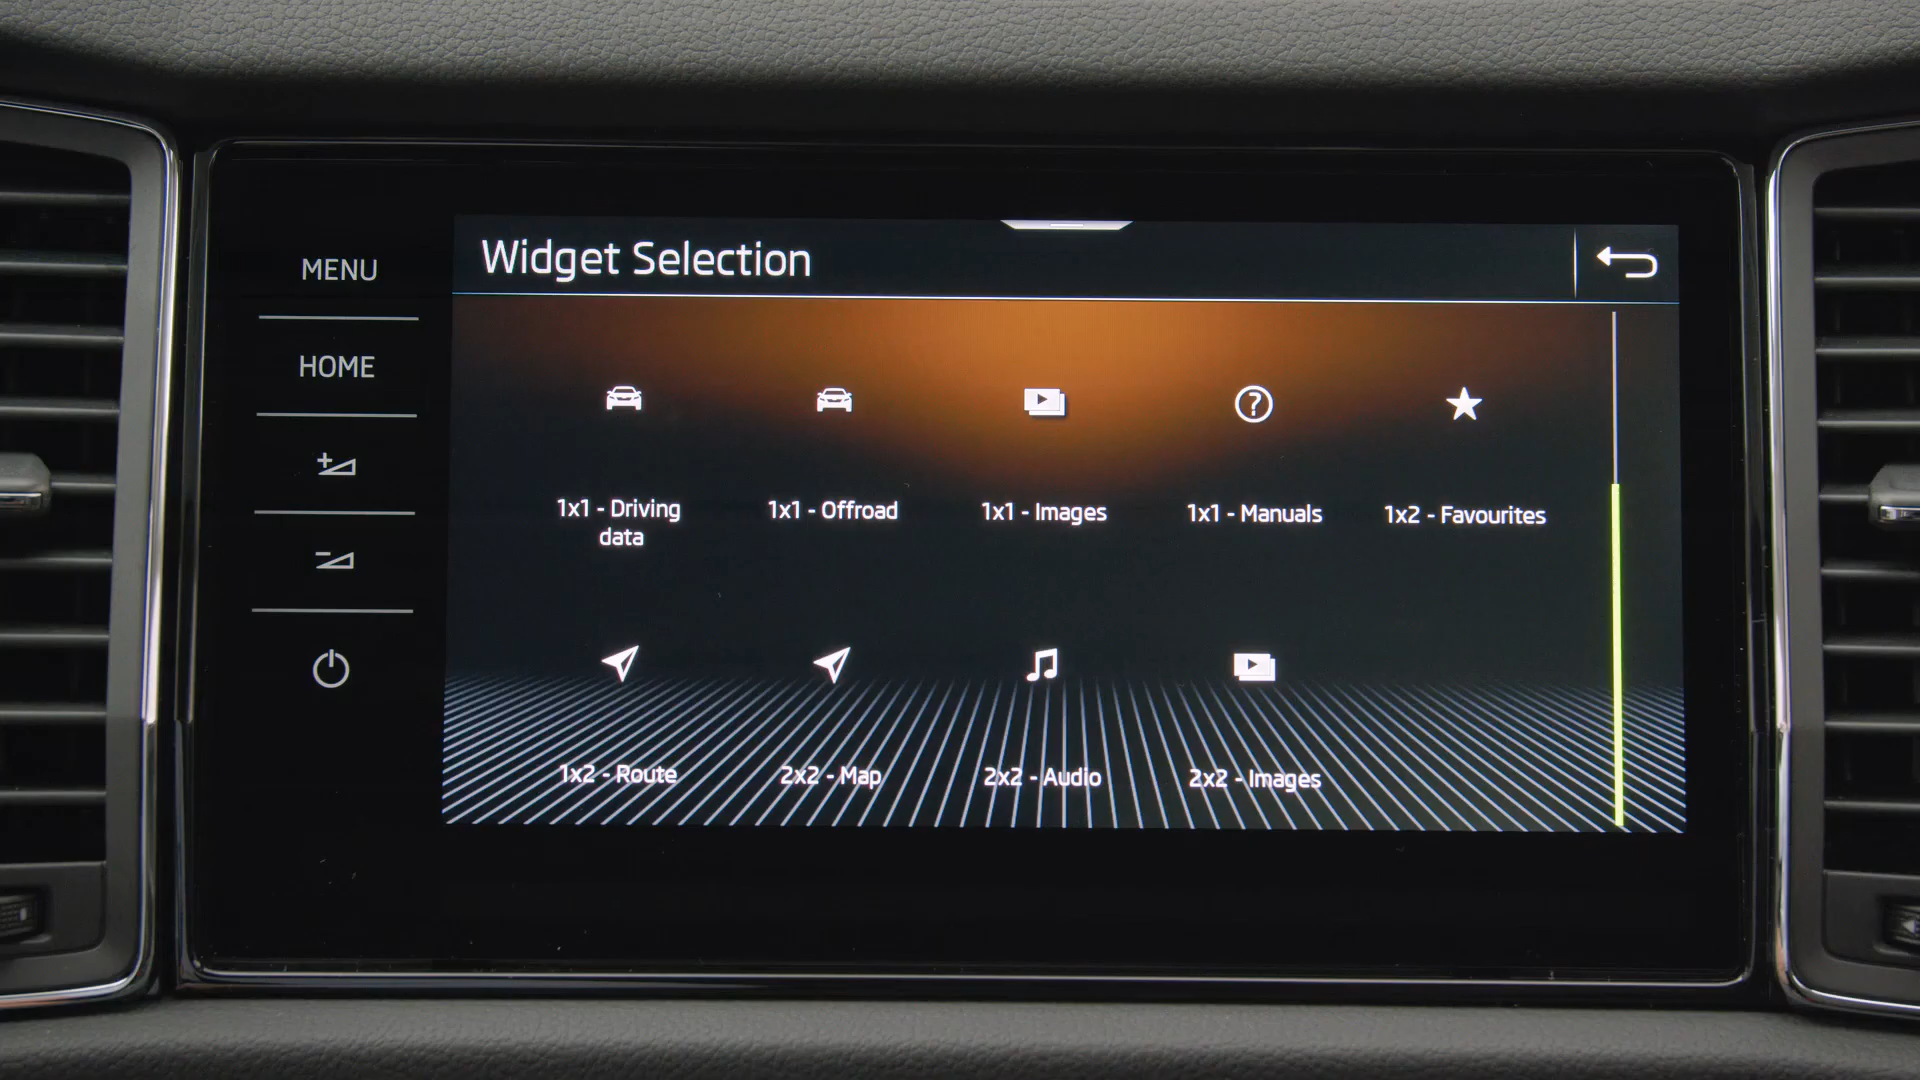 Widget Selection
MENU
HOME
1x1 - Driving
data
1x1 - Offroad
1x1 - Images
1x1 - Manuals
1x2 - Favourites
1x2 - Route
2x2 - Map
2x2 - Audio
2x2 - Images